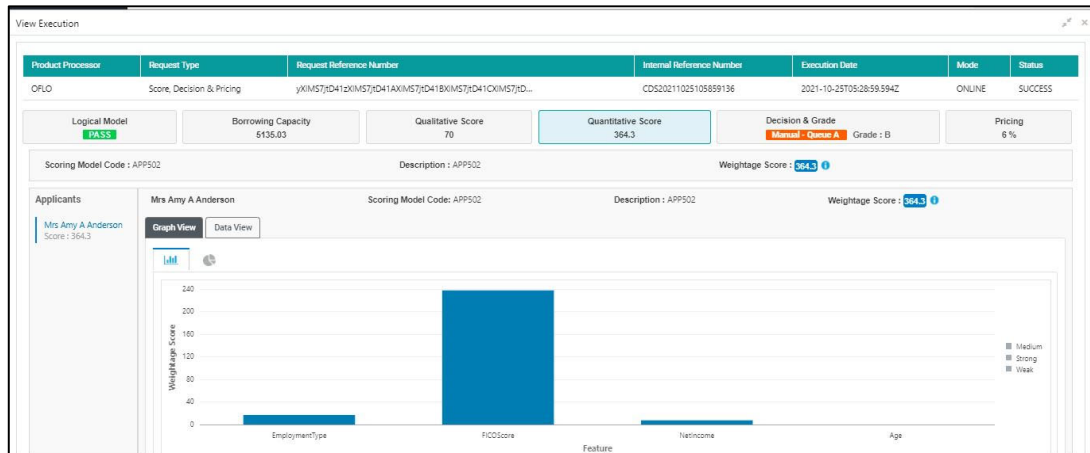 View Execution
Product Processor Request Type Request Reference Number Internal Reference Number Execution Date Mode Status
OFLO Score, Decision & Pricing CDS20211025105859136 2021-10-25T05:28:59.594Z ONLINE SUCCESS
Logical Model Borrowing Capacity Qualitative Score Quantitative Score Decision & Grade Pricing
PASS 5135.03 70 364.3 Manual - Queue A Grade : B 6 %
Scoring Model Code : APP502 Description : APP502 Weightage Score : 364.3
Applicants Mrs Amy A Anderson Scoring Model Code: APP502 Description : APP502 Weightage Score : 364.3
Mrs Amy A Anderson
Score : 364.3
Graph View Data View
240
200
160
120
80
40
0
Weightage Score
Medium
Strong
Weak
EmploymentType FICOScore NetIncome Age
Feature